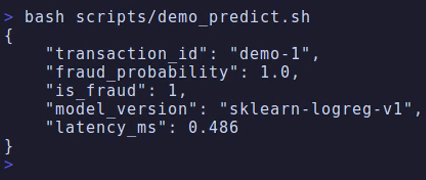 > bash scripts/demo_predict.sh
{
    "transaction_id": "demo-1",
    "fraud_probability": 1.0,
    "is_fraud": 1,
    "model_version": "sklearn-logreg-v1",
    "latency_ms": 0.486
}
>